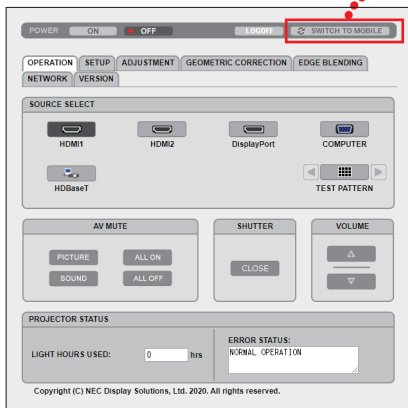 POWER ON OFF LOGOFF SWITCH TO MOBILE
OPERATION SETUP ADJUSTMENT GEOMETRIC CORRECTION EDGE BLENDING
NETWORK VERSION
SOURCE SELECT
HDMI1 HDMI2 DisplayPort COMPUTER
HDBaseT TEST PATTERN
AV MUTE SHUTTER VOLUME
PICTURE ALL ON
CLOSE
SOUND ALL OFF
PROJECTOR STATUS
ERROR STATUS:
LIGHT HOURS USED: 0 hrs NORMAL OPERATION
Copyright (C) NEC Display Solutions, Ltd. 2020. All rights reserved.